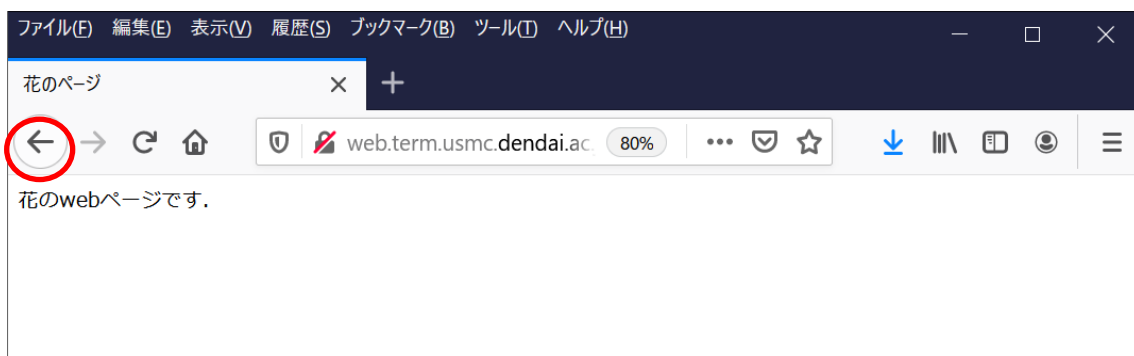 ファイル(F) 編集(E) 表示(V) 履歴(S) ブックマーク(B) ツール(T) ヘルプ(H)
花のページ
web.term.usmc.dendai.ac. 80%
花のwebページです.